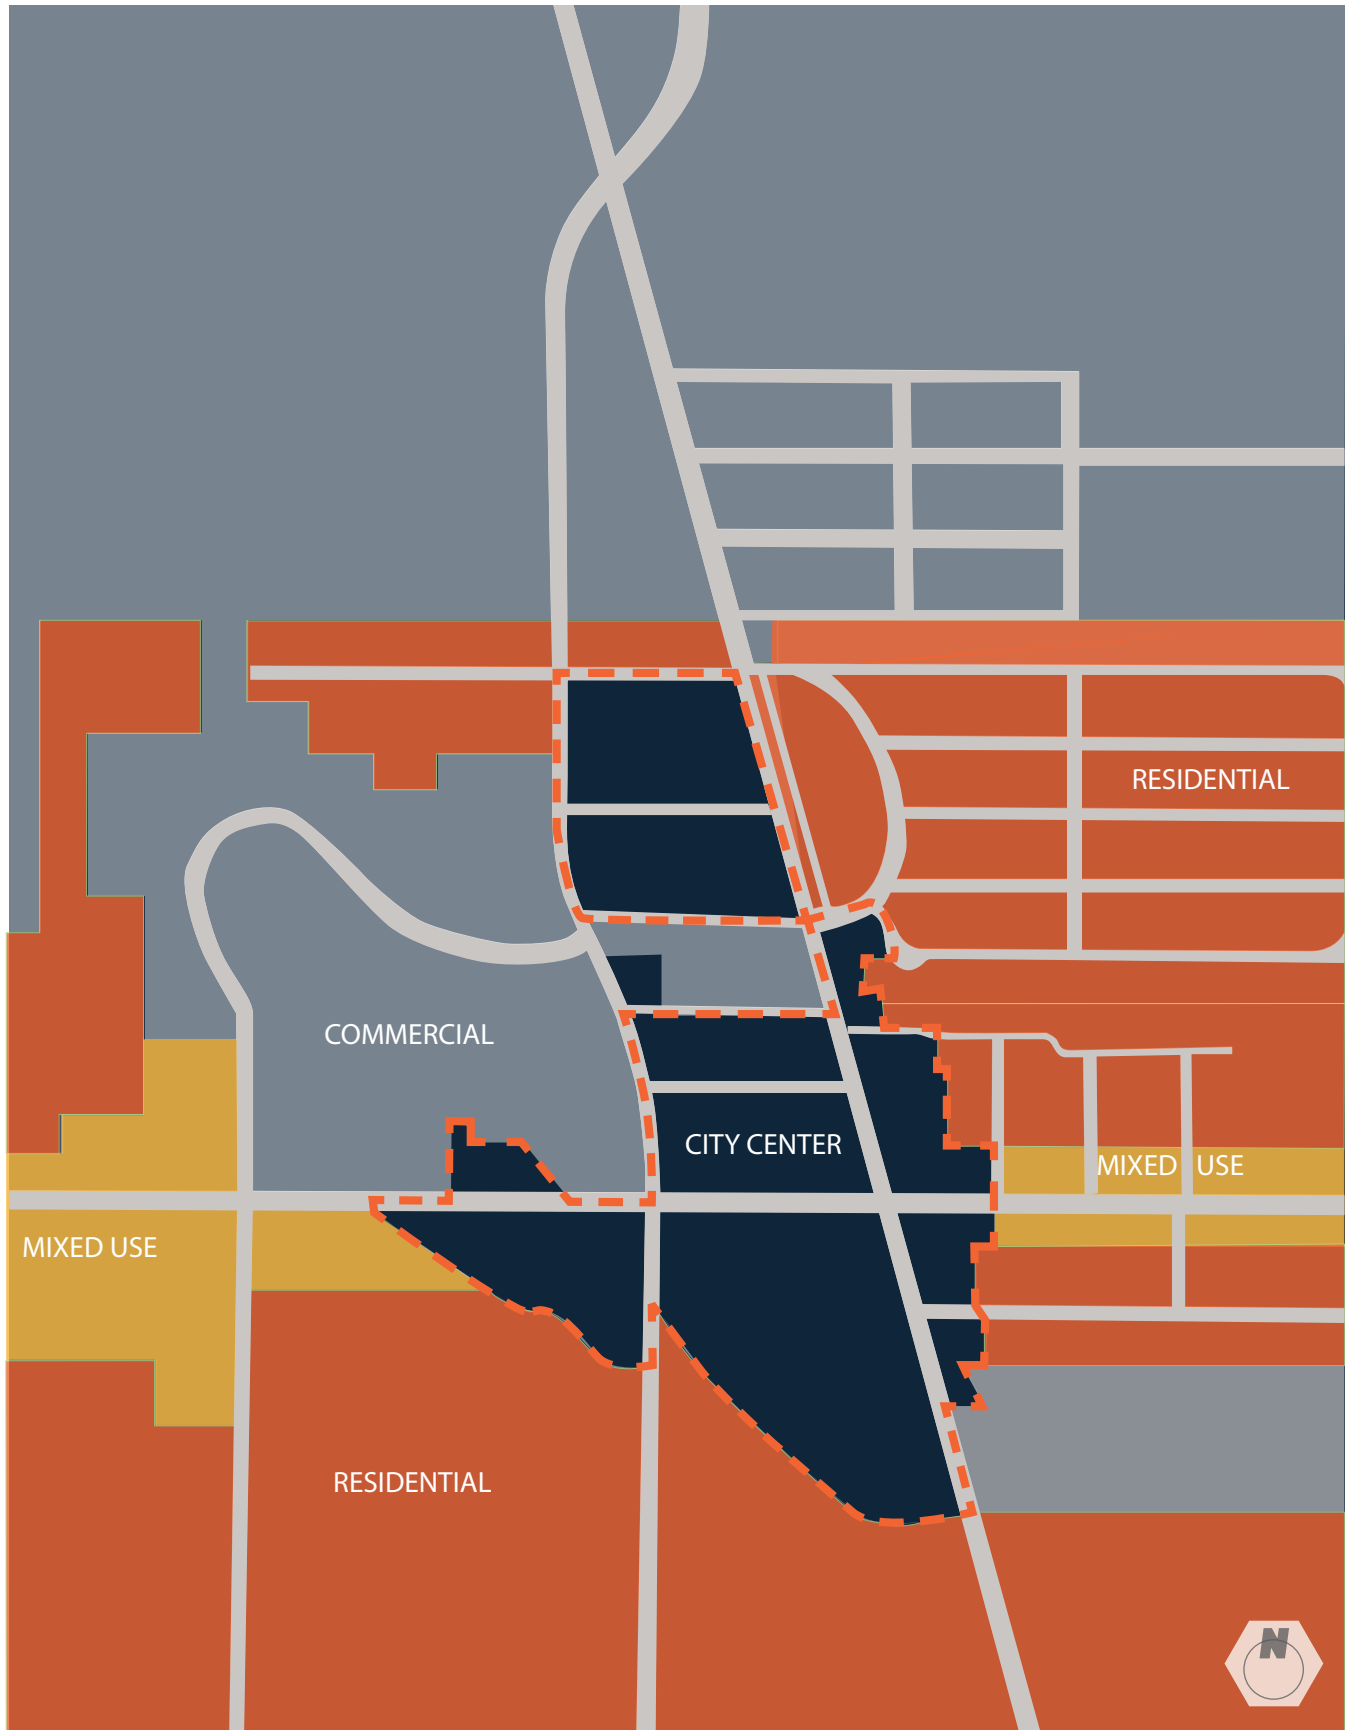 RESIDENTIAL
COMMERCIAL
CITY CENTER
MIXED USE
MIXED USE
RESIDENTIAL
N